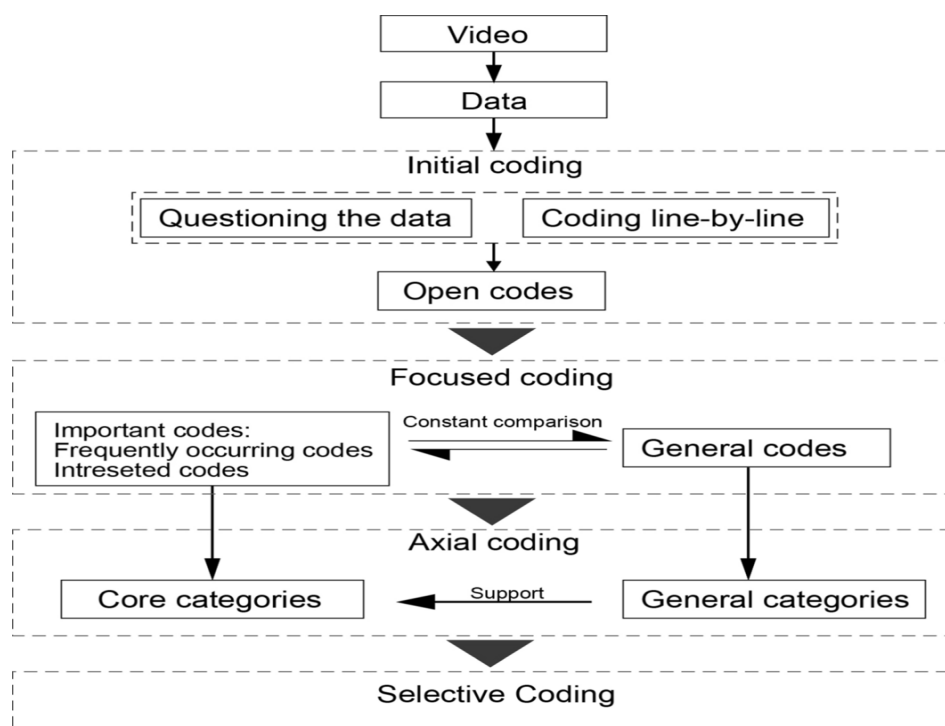 Video
Data
Initial coding
Questioning the data
Coding line-by-line
Open codes
Focused coding
Important codes:
Frequently occurring codes
Intreseted codes
Constant comparison
General codes
Axial coding
Core categories
Support
General categories
Selective Coding